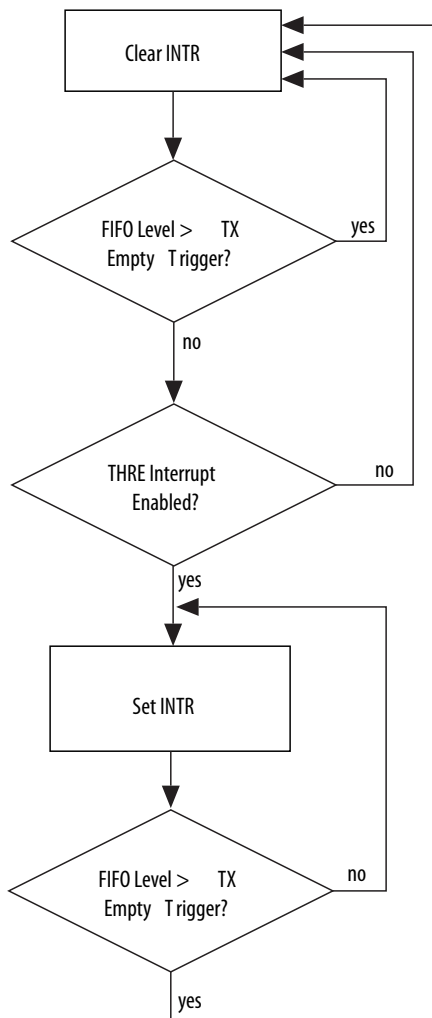 Clear INTR
FIFO Level > TX
Empty T rigger?
yes
no
THRE Interrupt
Enabled?
no
yes
Set INTR
FIFO Level > TX
Empty T rigger?
no
yes